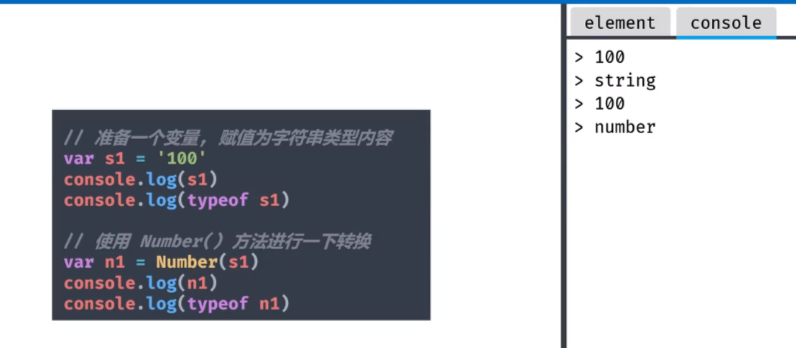 // 准备一个变量, 赋值为字符串类型内容
var s1 = '100'
console.log(s1)
console.log(typeof s1)
// 使用 Number() 方法进行一下转换
var n1 = Number(s1)
console.log(n1)
console.log(typeof n1)
element console
> 100
> string
> 100
> number